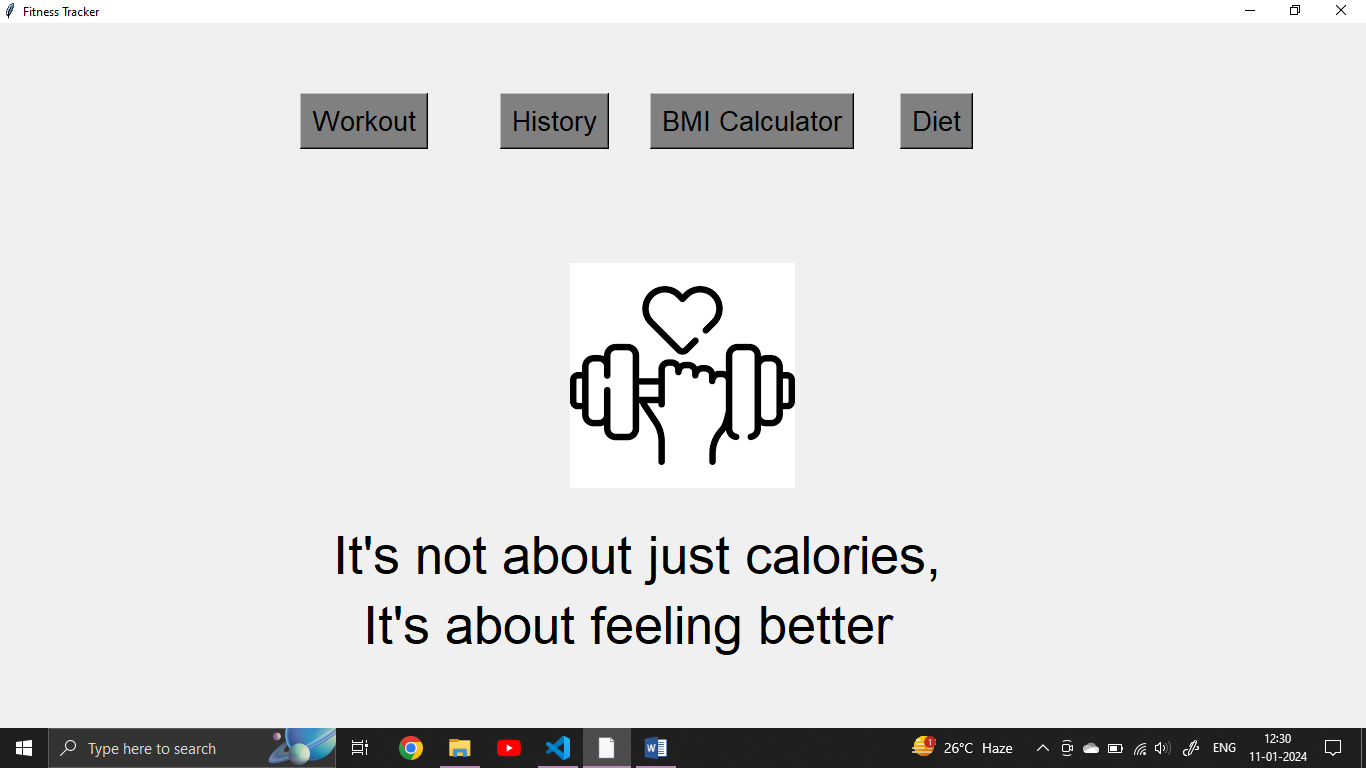 Fitness Tracker
Workout History BMI Calculator Diet
It's not about just calories,
It's about feeling better
Type here to search 1 26°C Haze ENG 12:30
11-01-2024